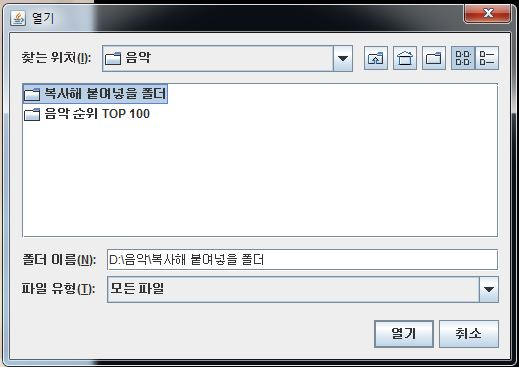 열기
찾는 위치(I): 음악
복사해 붙여넣을 폴더
음악 순위 TOP 100
폴더 이름(N): D:\음악\복사해 붙여넣을 폴더
파일 유형(T): 모든 파일
열기 취소